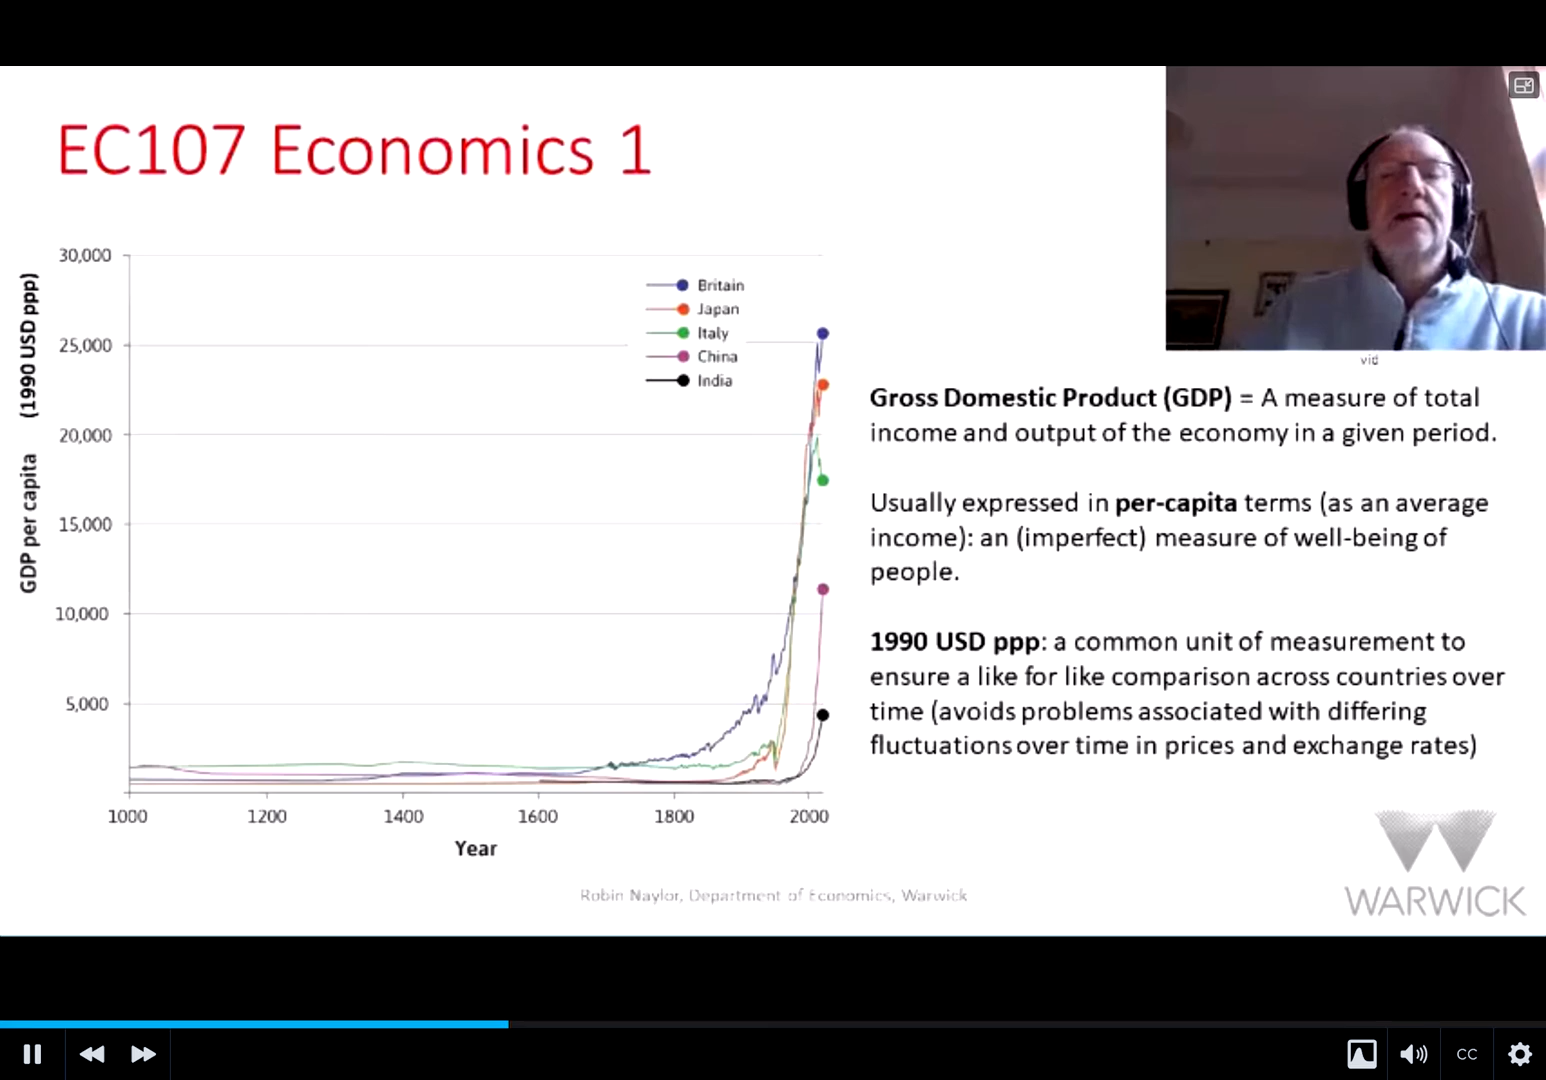 EC107 Economics 1
30,000
25,000
20,000
15,000
10,000
5,000
GDP per capita (1990 USD ppp)
Britain
Japan
Italy
China
India
1000
1200
1400
1600
1800
2000
Year
vid
Gross Domestic Product (GDP) = A measure of total
income and output of the economy in a given period.
Usually expressed in per-capita terms (as an average
income): an (imperfect) measure of well-being of
people.
1990 USD ppp: a common unit of measurement to
ensure a like for like comparison across countries over
time (avoids problems associated with differing
fluctuations over time in prices and exchange rates)
Robin Naylor, Department of Economics, Warwick
WARWICK
CC